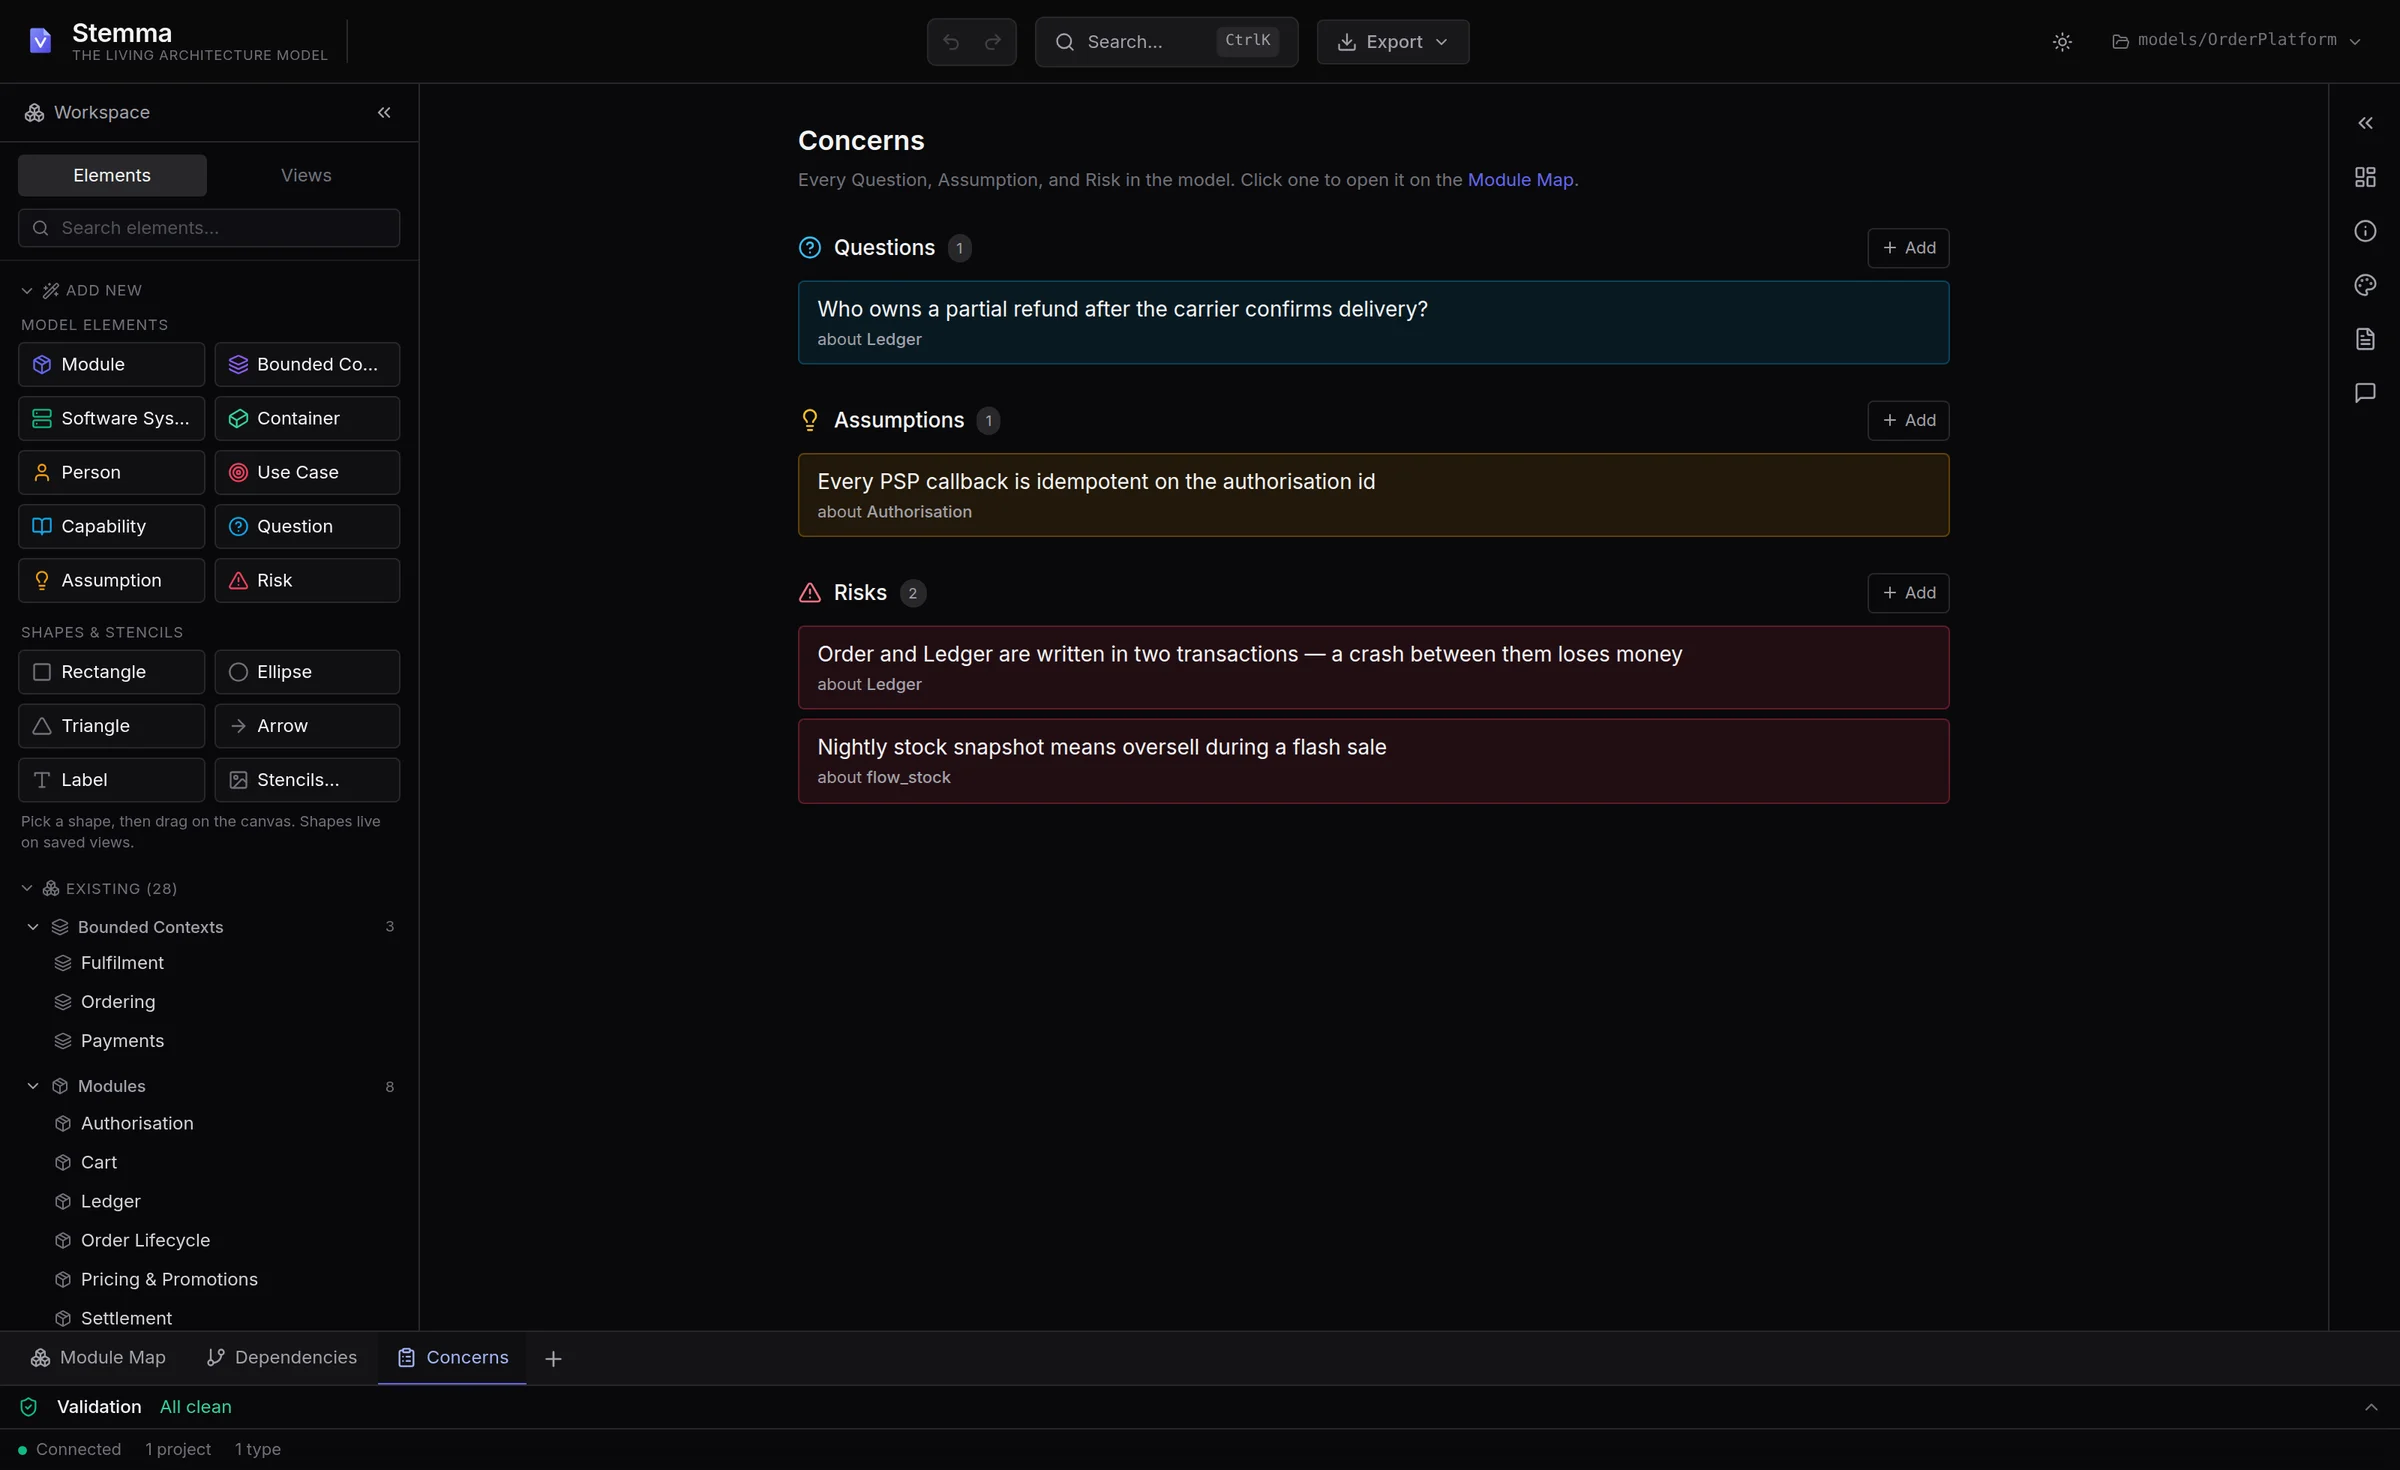 Stemma
THE LIVING ARCHITECTURE MODEL
Search...
CtrlK
Export
models/OrderPlatform
Workspace
Elements
Views
Search elements...
ADD NEW
MODEL ELEMENTS
Module
Bounded Co...
Software Sys...
Container
Person
Use Case
Capability
Question
Assumption
Risk
SHAPES & STENCILS
Rectangle
Ellipse
Triangle
Arrow
Label
Stencils...
Pick a shape, then drag on the canvas. Shapes live
on saved views.
EXISTING (28)
Bounded Contexts 3
Fulfilment
Ordering
Payments
Modules 8
Authorisation
Cart
Ledger
Order Lifecycle
Pricing & Promotions
Settlement
Concerns
Every Question, Assumption, and Risk in the model. Click one to open it on the Module Map.
Questions 1
Add
Who owns a partial refund after the carrier confirms delivery?
about Ledger
Assumptions 1
Add
Every PSP callback is idempotent on the authorisation id
about Authorisation
Risks 2
Add
Order and Ledger are written in two transactions — a crash between them loses money
about Ledger
Nightly stock snapshot means oversell during a flash sale
about flow_stock
Module Map
Dependencies
Concerns
Validation All clean
Connected 1 project 1 type